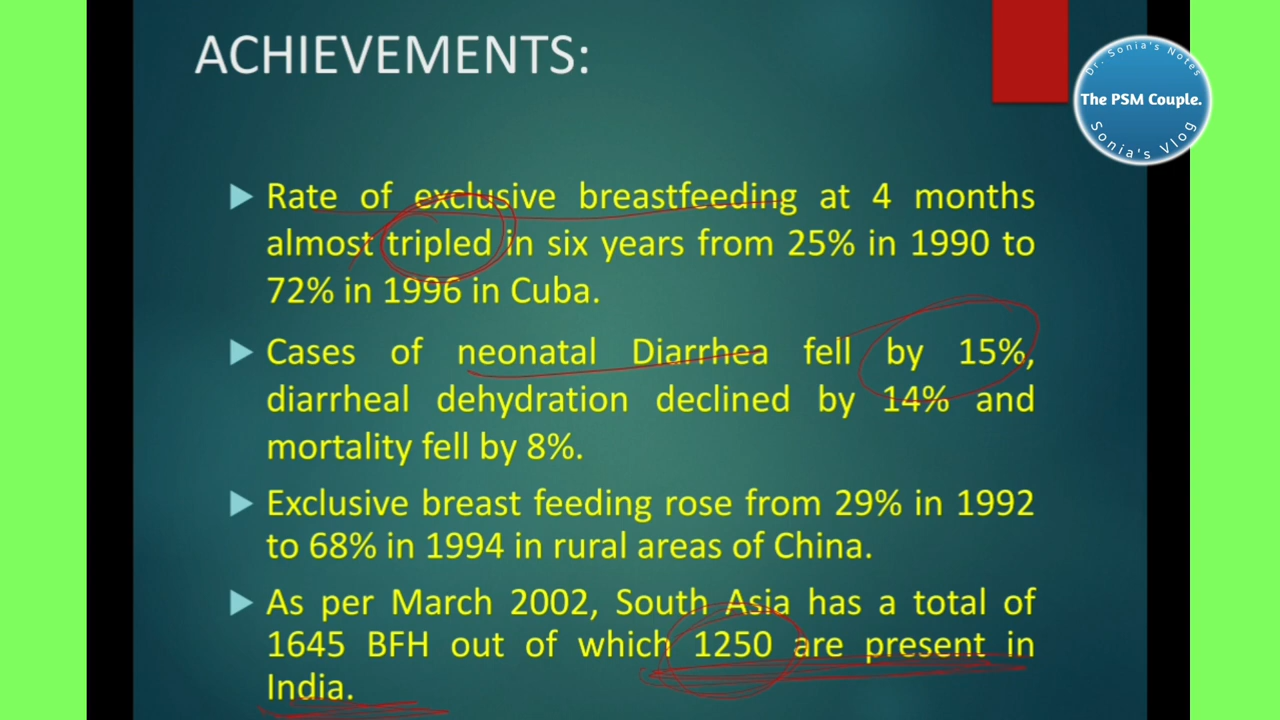 ACHIEVEMENTS:
Dr. Sonia's Notes
The PSM Couple.
Sonia's Vlog
Rate of exclusive breastfeeding at 4 months
almost tripled in six years from 25% in 1990 to
72% in 1996 in Cuba.
Cases of neonatal Diarrhea fell by 15%,
diarrheal dehydration declined by 14% and
mortality fell by 8%.
Exclusive breast feeding rose from 29% in 1992
to 68% in 1994 in rural areas of China.
As per March 2002, South Asia has a total of
1645 BFH out of which 1250 are present in
India.